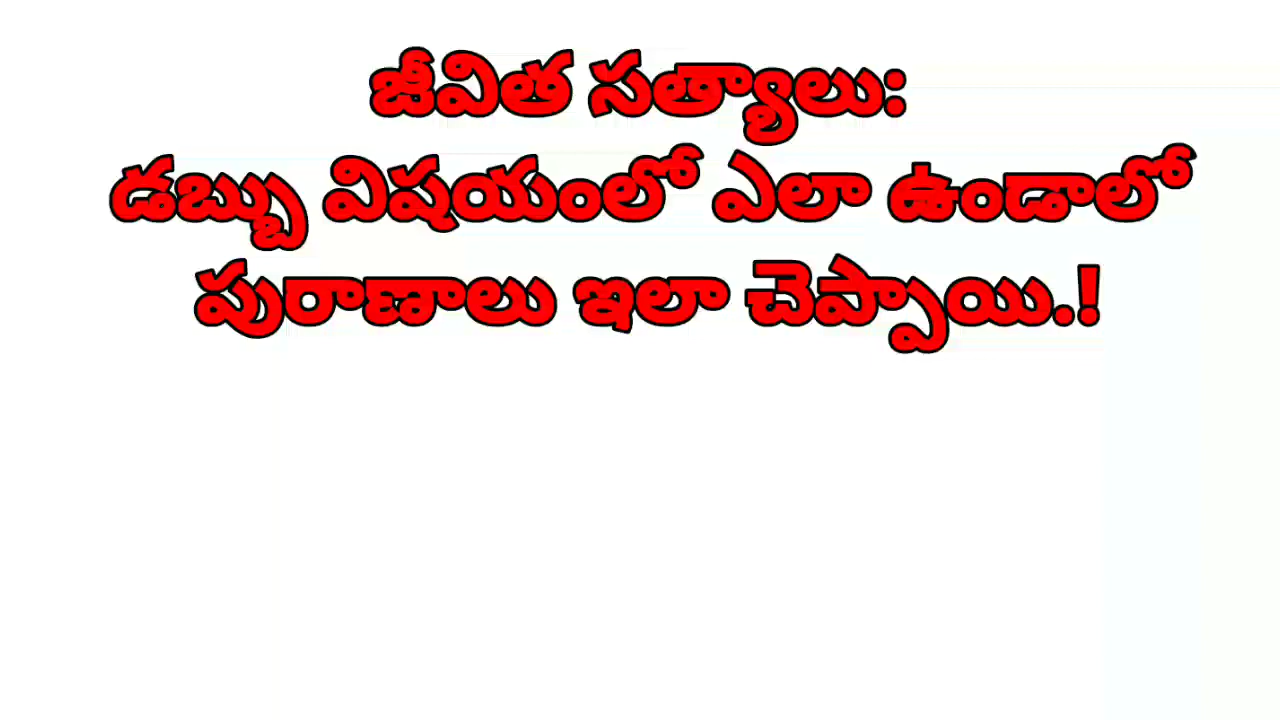 జీవిత సత్యాలు:
డబ్బు విషయంలో ఎలా ఉండాలో
పురాణాలు ఇలా చెప్పాయి.!